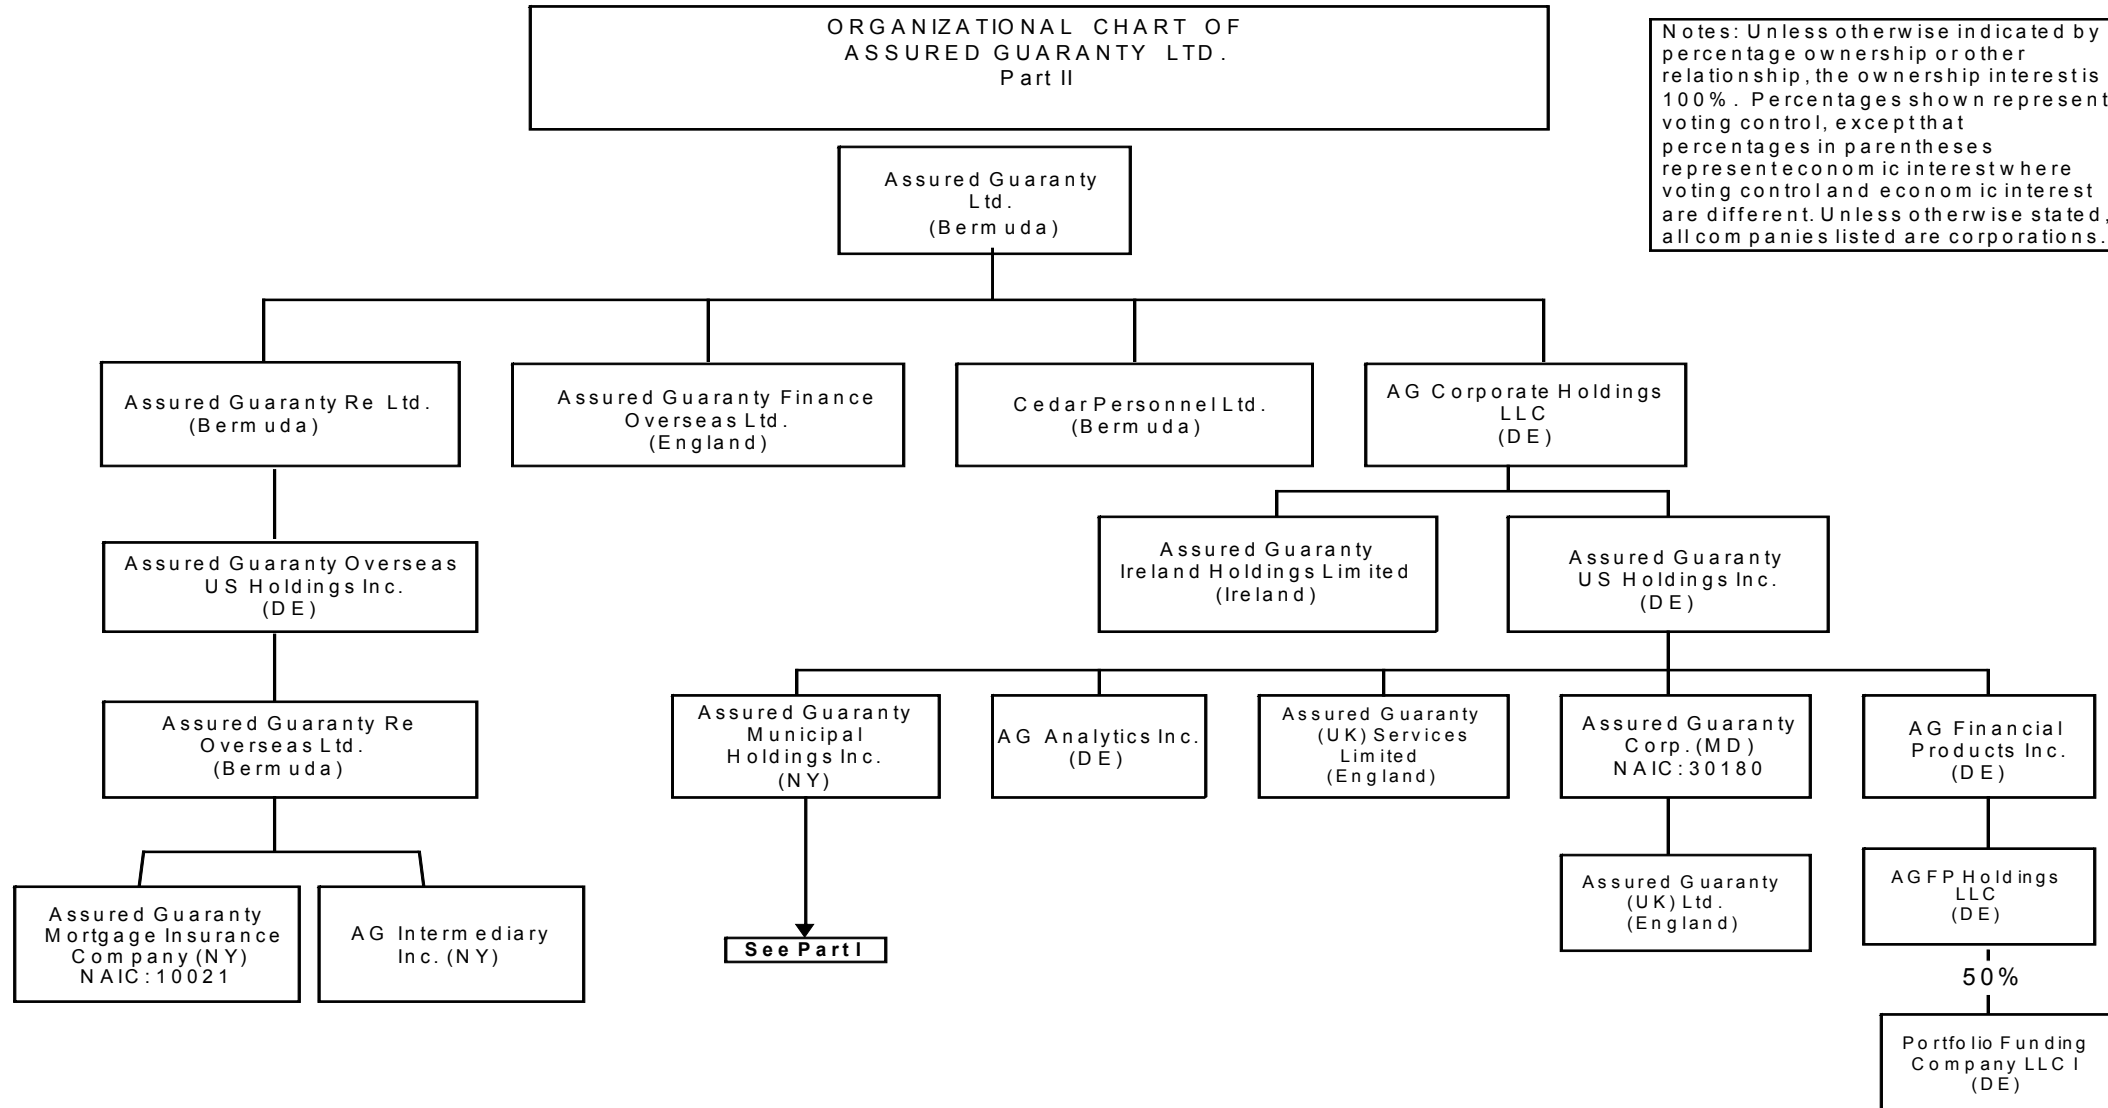 ORGANIZATIONAL CHART OF
ASSURED GUARANTY LTD.
Part II
Notes: Unless otherwise indicated by
percentage ownership or other
relationship, the ownership interest is
100%. Percentages shown represent
voting control, except that
percentages in parentheses
represent economic interest where
voting control and economic interest
are different. Unless otherwise stated,
all companies listed are corporations.
Assured Guaranty
Ltd.
(Bermuda)
Assured Guaranty Re Ltd.
(Bermuda)
Assured Guaranty Finance
Overseas Ltd.
(England)
Cedar Personnel Ltd.
(Bermuda)
AG Corporate Holdings
LLC
(DE)
Assured Guaranty Overseas
US Holdings Inc.
(DE)
Assured Guaranty
Ireland Holdings Limited
(Ireland)
Assured Guaranty
US Holdings Inc.
(DE)
Assured Guaranty Re
Overseas Ltd.
(Bermuda)
Assured Guaranty
Municipal
Holdings Inc.
(NY)
AG Analytics Inc.
(DE)
Assured Guaranty
(UK) Services
Limited
(England)
Assured Guaranty
Corp. (MD)
NAIC:30180
AG Financial
Products Inc.
(DE)
Assured Guaranty
Mortgage Insurance
Company (NY)
NAIC:10021
AG Intermediary
Inc. (NY)
See Part I
Assured Guaranty
(UK) Ltd.
(England)
AGFP Holdings
LLC
(DE)
50%
Portfolio Funding
Company LLC I
(DE)